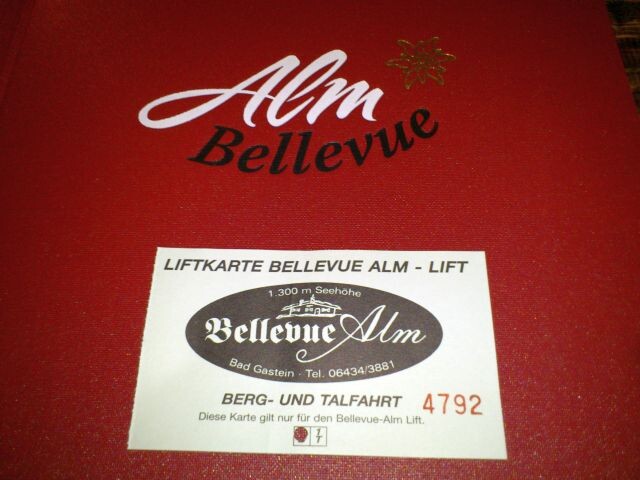 Alm
Bellevue
LIFTKARTE BELLEVUE ALM - LIFT
1.300 m Seehöhe
Bellevue Alm
Bad Gastein · Tel. 06434/3881
BERG- UND TALFAHRT 4792
Diese Karte gilt nur für den Bellevue-Alm Lift.